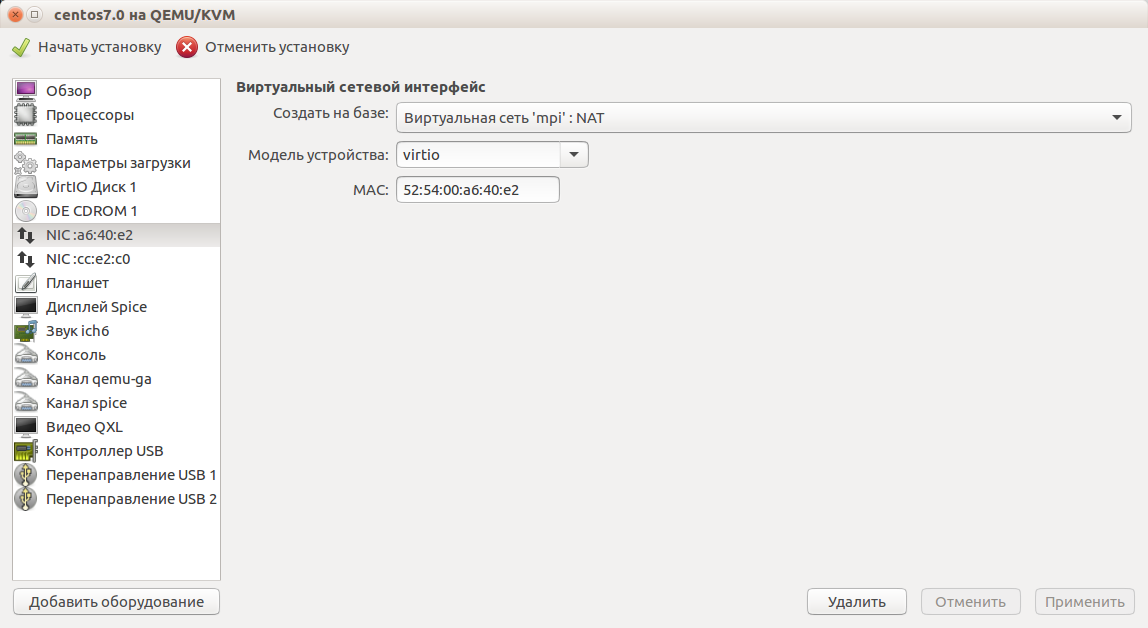 centos7.0 на QEMU/KVM
Начать установку Отменить установку
Обзор
Процессоры
Память
Параметры загрузки
VirtIO Диск 1
IDE CDROM 1
NIC :a6:40:e2
NIC :cc:e2:c0
Планшет
Дисплей Spice
Звук ich6
Консоль
Канал qemu-ga
Канал spice
Видео QXL
Контроллер USB
Перенаправление USB 1
Перенаправление USB 2
Виртуальный сетевой интерфейс
Создать на базе: Виртуальная сеть 'mpi' : NAT
Модель устройства: virtio
MAC: 52:54:00:a6:40:e2
Добавить оборудование Удалить Отменить Применить